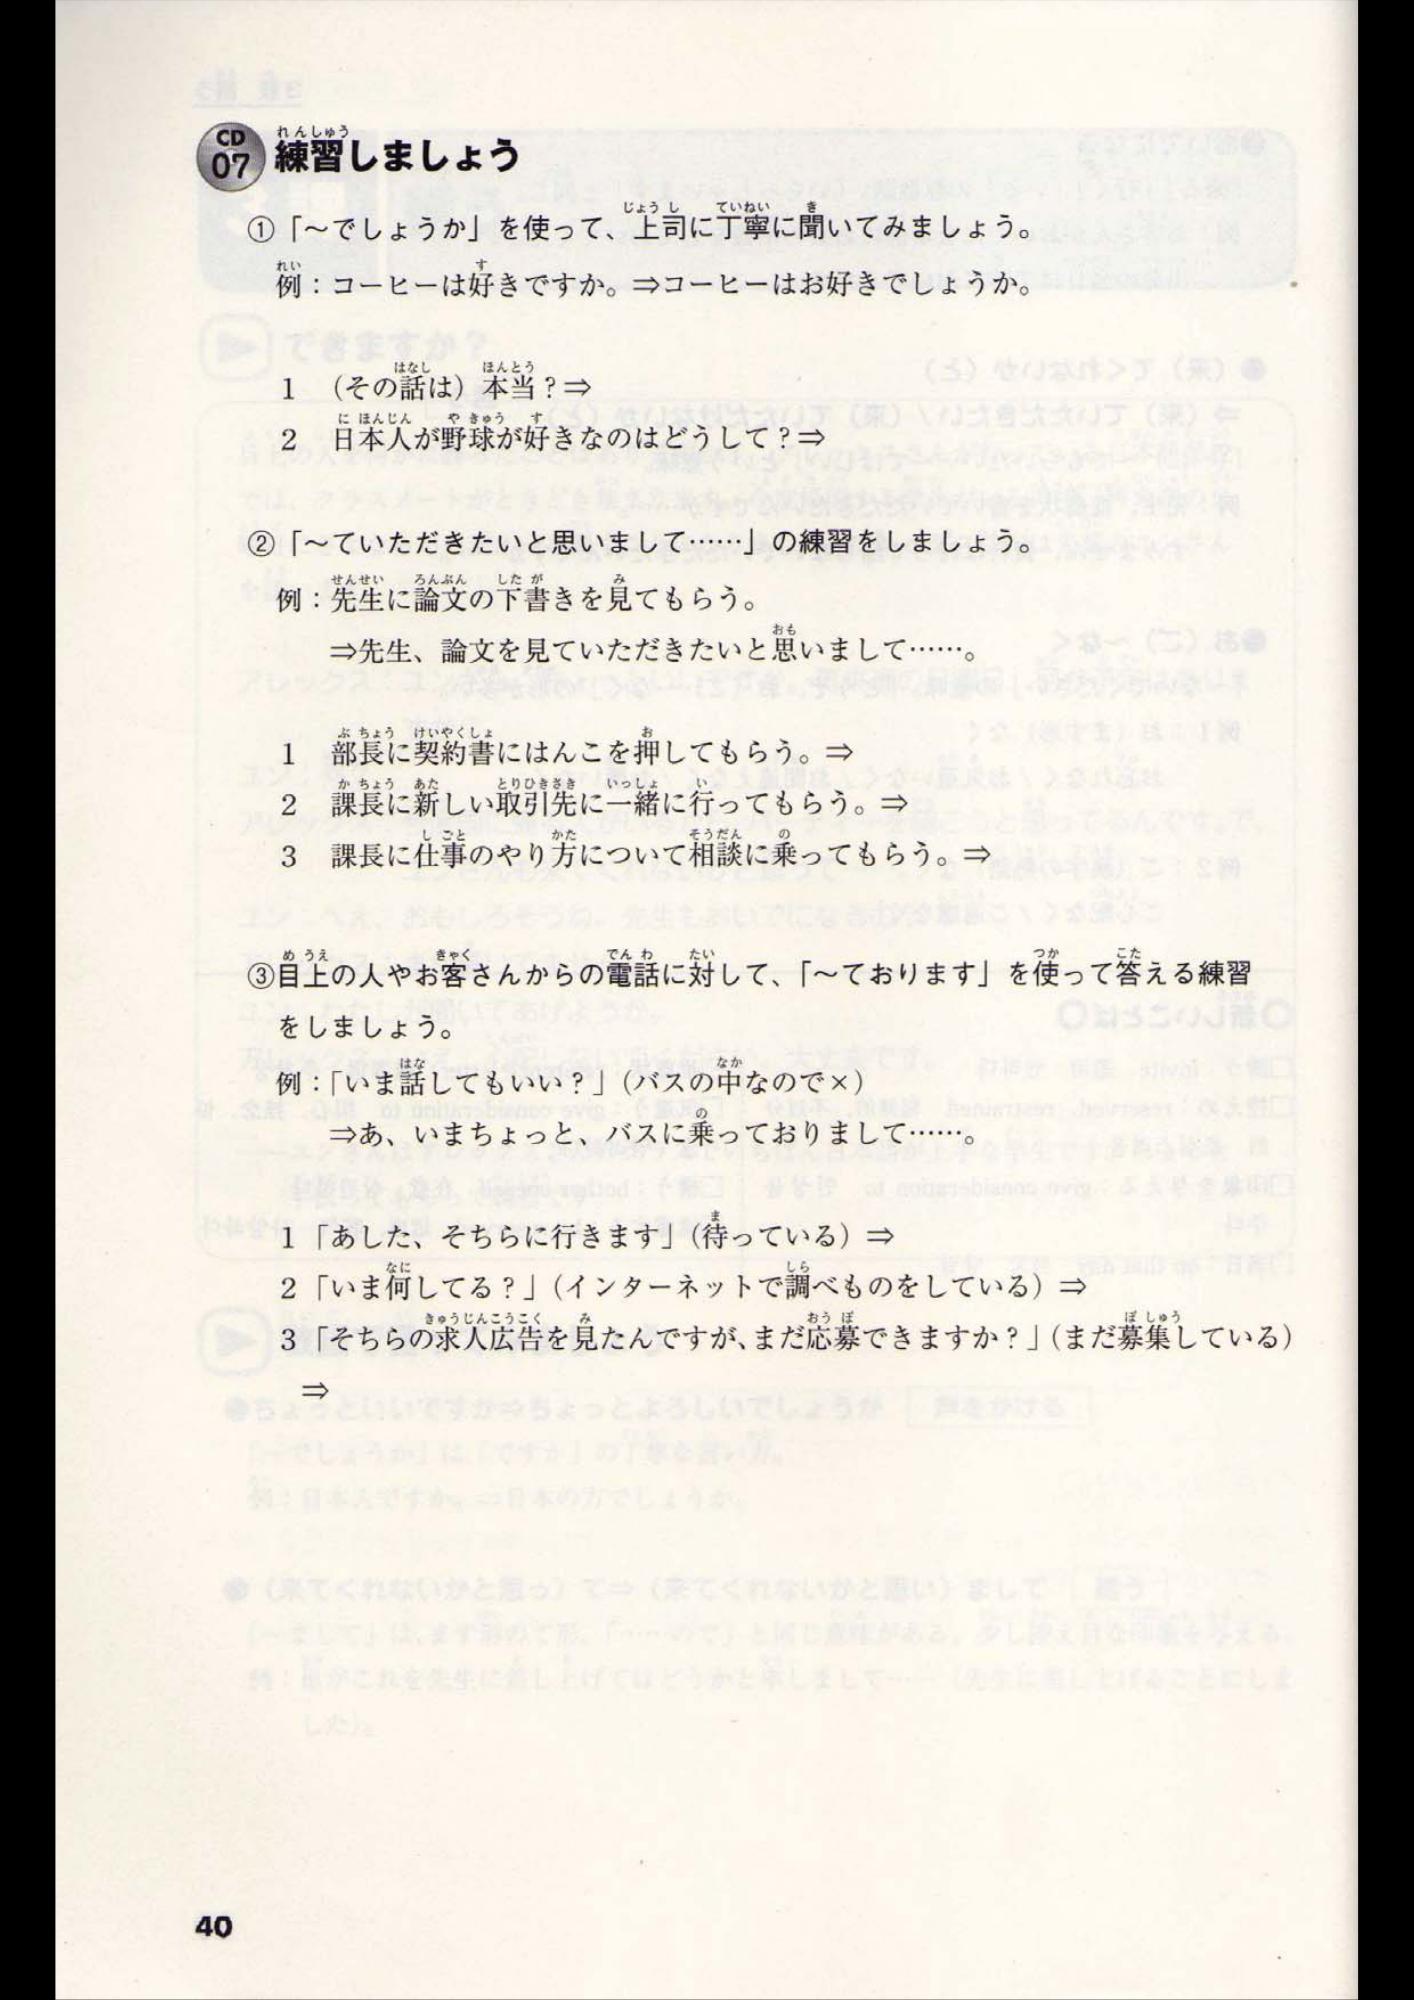 CD
07 練習しましょう
①「～でしょうか」を使って、上司に丁寧に聞いてみましょう。
例：コーヒーは好きですか。⇒コーヒーはお好きでしょうか。
1 （その話は）本当？⇒
2 日本人が野球が好きなのはどうして？⇒
②「～ていただきたいと思いまして……」の練習をしましょう。
例：先生に論文の下書きを見てもらう。
⇒先生、論文を見ていただきたいと思いまして……。
1 部長に契約書にはんこを押してもらう。⇒
2 課長に新しい取引先に一緒に行ってもらう。⇒
3 課長に仕事のやり方について相談に乗ってもらう。⇒
③目上の人やお客さんからの電話に対して、「～ております」を使って答える練習
をしましょう。
例：「いま話してもいい？」（バスの中なので×）
⇒あ、いまちょっと、バスに乗っておりまして……。
1「あした、そちらに行きます」（待っている）⇒
2「いま何してる？」（インターネットで調べものをしている）⇒
3「そちらの求人広告を見たんですが、まだ応募できますか？」（まだ募集している）
⇒
40